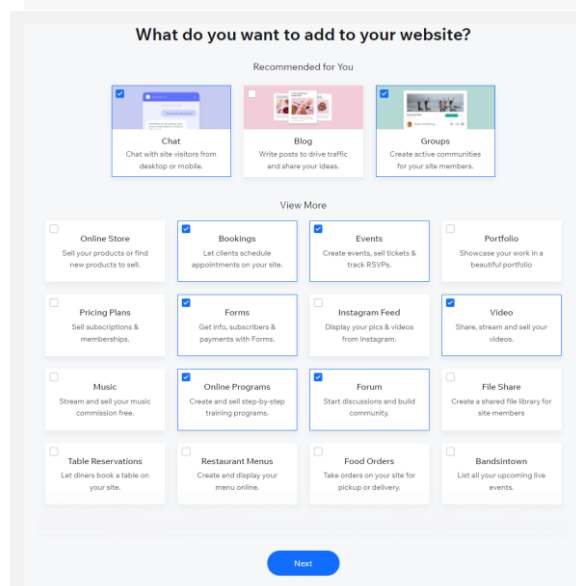 What do you want to add to your website?
Recommended for You
Chat
Chat with site visitors from
desktop or mobile.
Blog
Write posts to drive traffic
and share your ideas.
Groups
Create active communities
for your site members.
View More
Online Store
Sell your products or find
new products to sell.
Bookings
Let clients schedule
appointments on your site.
Events
Create events, sell tickets &
track RSVPs.
Portfolio
Showcase your work in a
beautiful portfolio
Pricing Plans
Sell subscriptions &
memberships.
Forms
Get info, subscribers &
payments with Forms.
Instagram Feed
Display your pics & videos
from Instagram.
Video
Share, stream and sell your
videos.
Music
Stream and sell your music
commission free.
Online Programs
Create and sell step-by-step
training programs.
Forum
Start discussions and build
community.
File Share
Create a shared file library for
site members
Table Reservations
Let diners book a table on
your site.
Restaurant Menus
Create and display your
menu online.
Food Orders
Take orders on your site for
pickup or delivery.
Bandsintown
List all your upcoming live
events.
Next